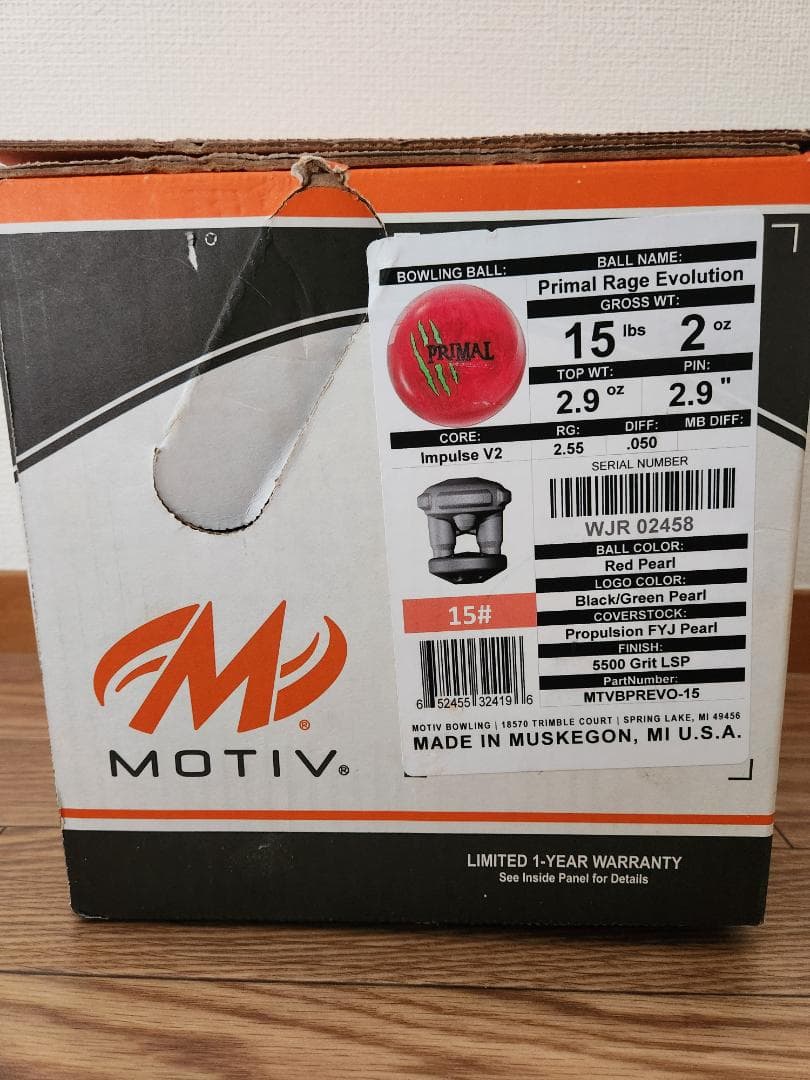 BOWLING BALL:
PRIMAL
BALL NAME:
Primal Rage Evolution
GROSS WT:
15 lbs 2 oz
TOP WT: PIN:
2.9 oz 2.9 "
CORE: RG: DIFF: MB DIFF:
Impulse V2 2.55 .050
SERIAL NUMBER
WJR 02458
BALL COLOR:
Red Pearl
LOGO COLOR:
Black/Green Pearl
COVERSTOCK:
Propulsion FYJ Pearl
FINISH:
5500 Grit LSP
PartNumber:
MTVBPREVO-15
15#
6 52455 32419 6
MOTIV BOWLING | 18570 TRIMBLE COURT | SPRING LAKE, MI 49456
MADE IN MUSKEGON, MI U.S.A.
M®
MOTIV®
LIMITED 1-YEAR WARRANTY
See Inside Panel for Details